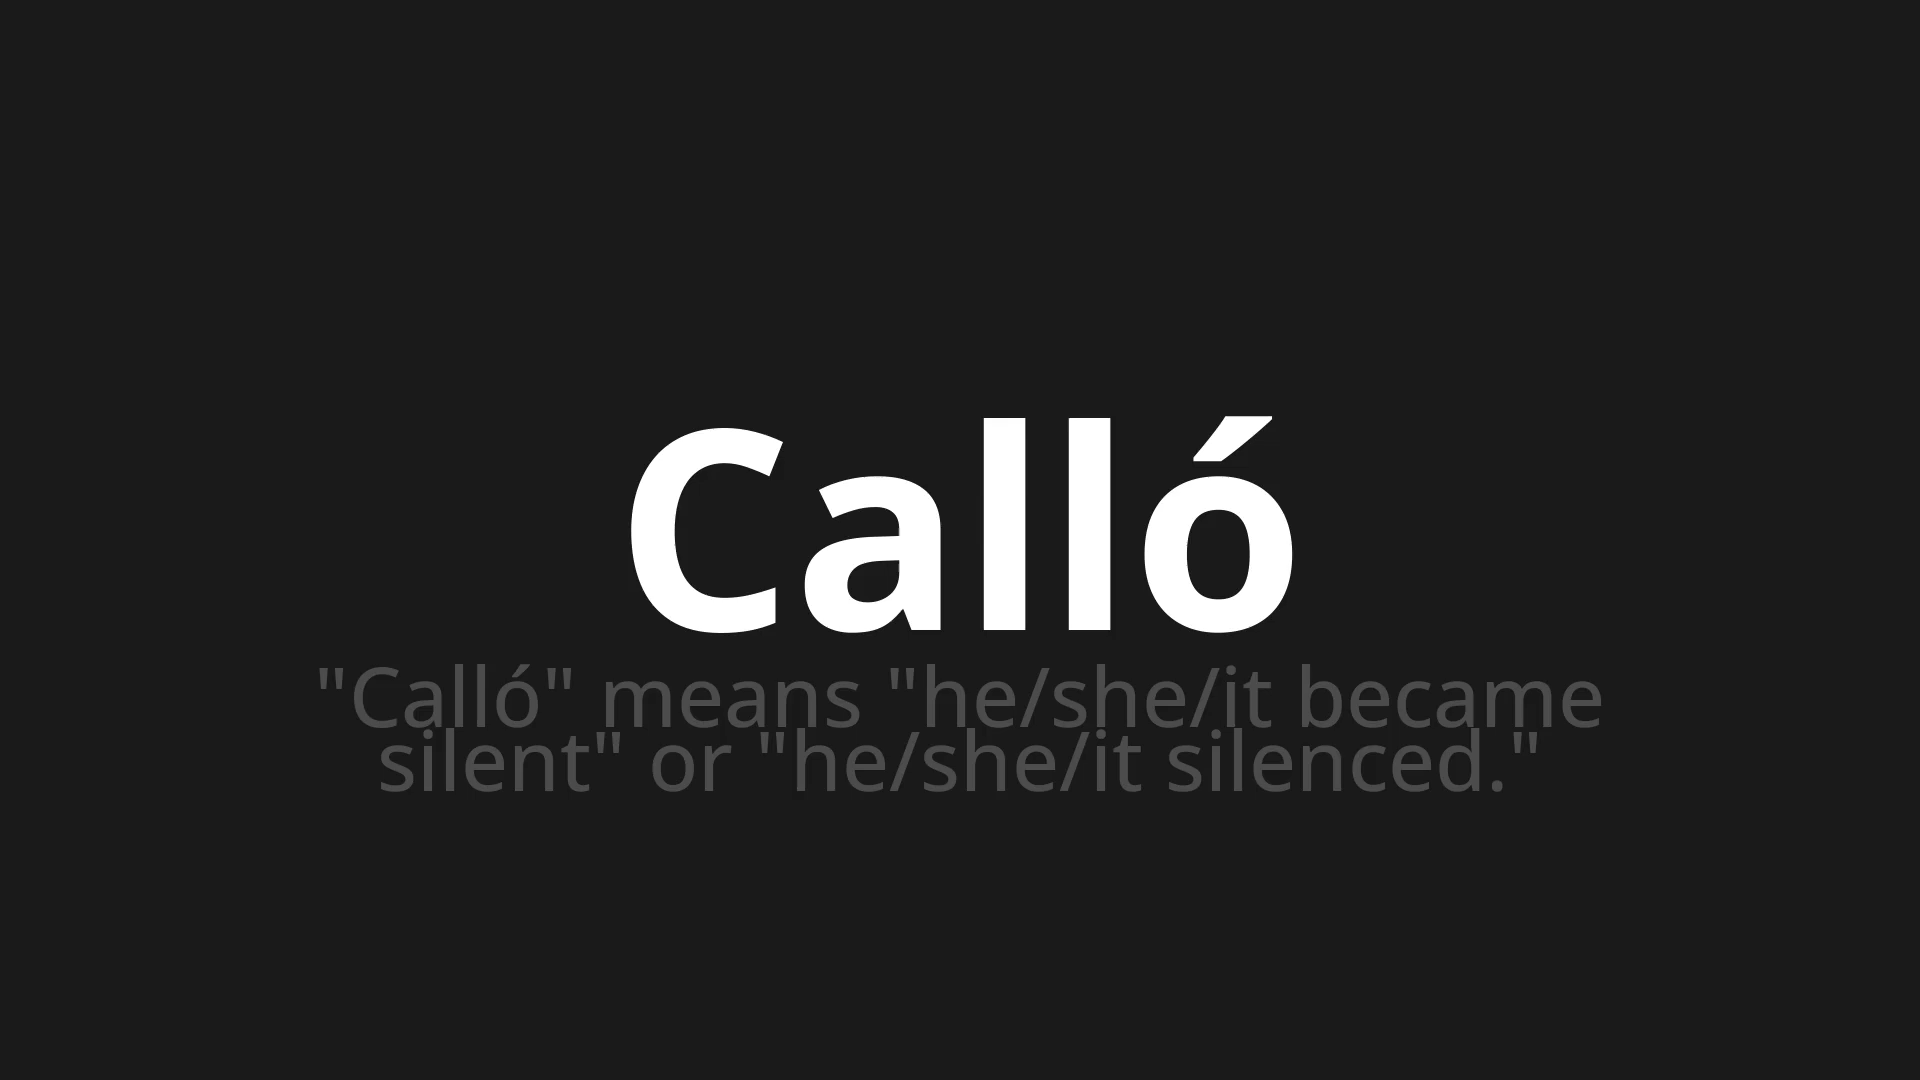 Calló
"Calló" means "he/she/it became
silent" or "he/she/it silenced."